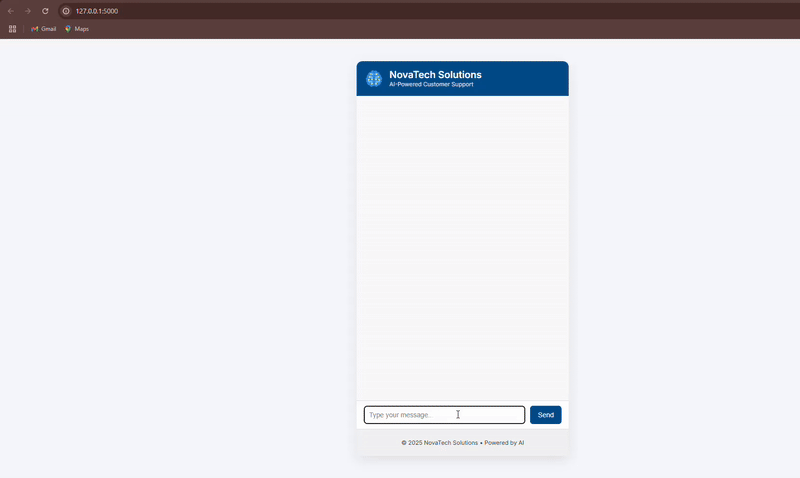 127.0.0.1:5000
Gmail
Maps
NovaTech Solutions
AI-Powered Customer Support
Type your message..
Send
© 2025 NovaTech Solutions • Powered by AI